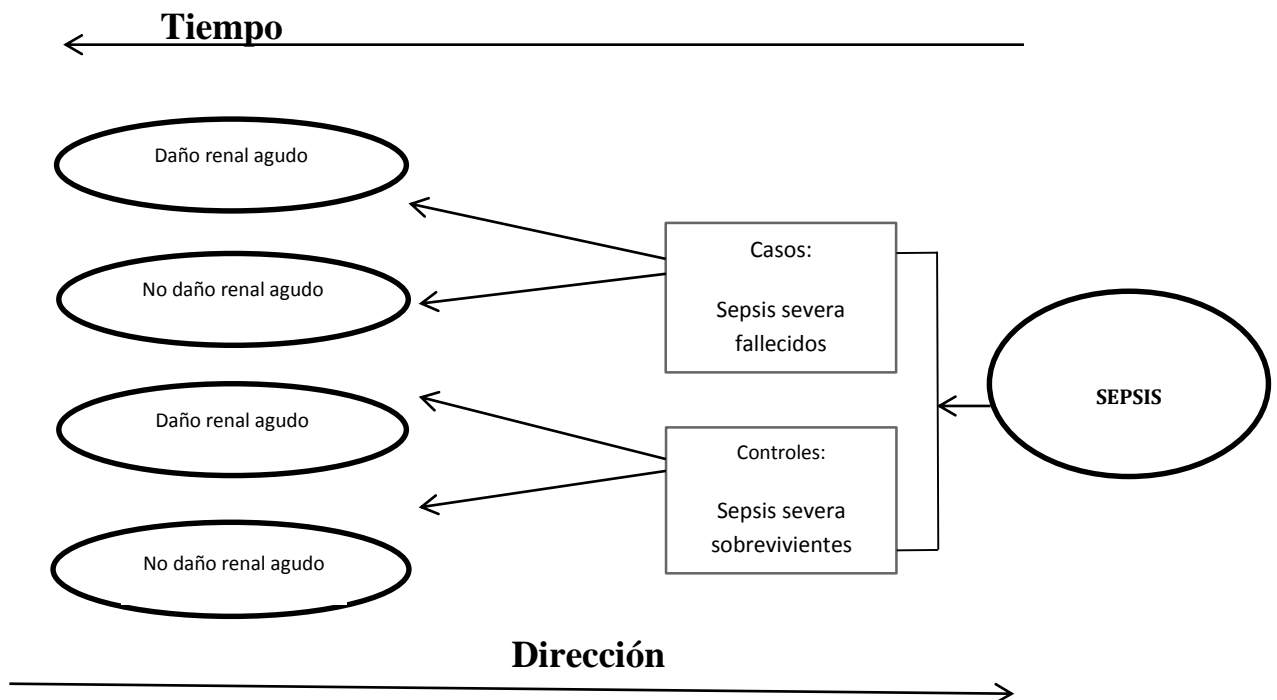 Tiempo
Daño renal agudo
No daño renal agudo
Daño renal agudo
No daño renal agudo
Casos:
Sepsis severa
fallecidos
Controles:
Sepsis severa
sobrevivientes
SEPSIS
Dirección